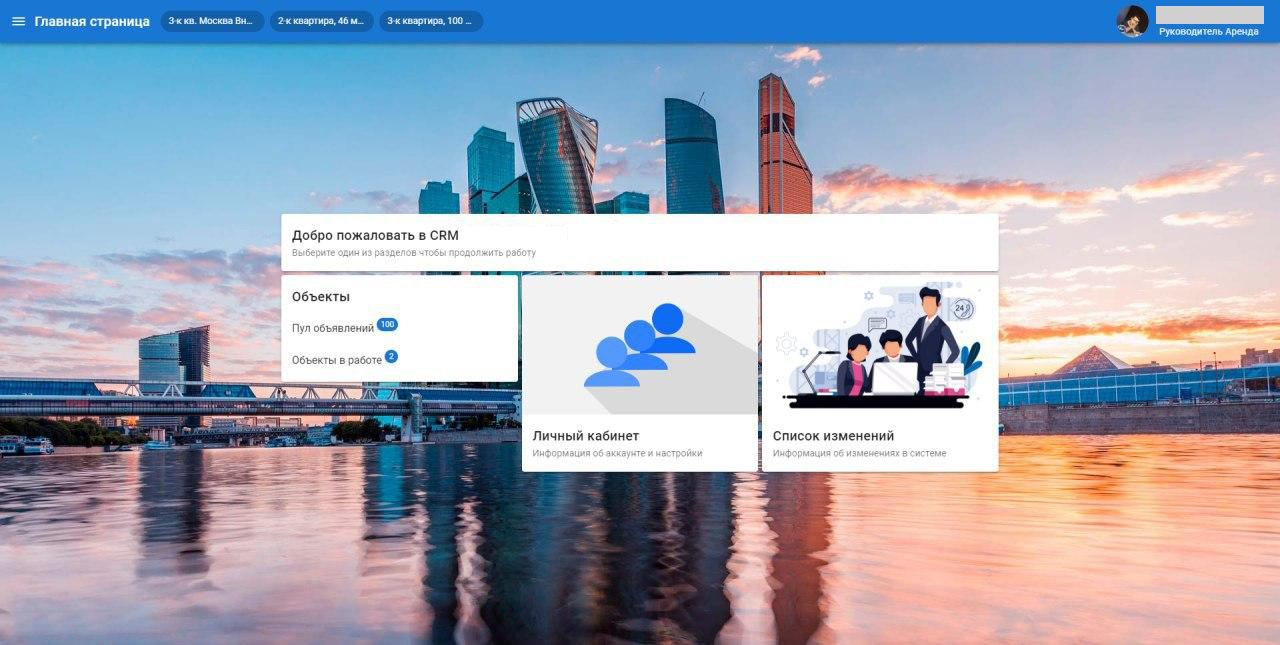 Главная страница
3-к кв. Москва Вн...
2-к квартира, 46 м...
3-к квартира, 100 ...
Руководитель Аренда
Добро пожаловать в CRM
Выберите один из разделов чтобы продолжить работу
Объекты
Пул объявлений 100
Объекты в работе 2
24
Личный кабинет
Информация об аккаунте и настройки
Список изменений
Информация об изменениях в системе